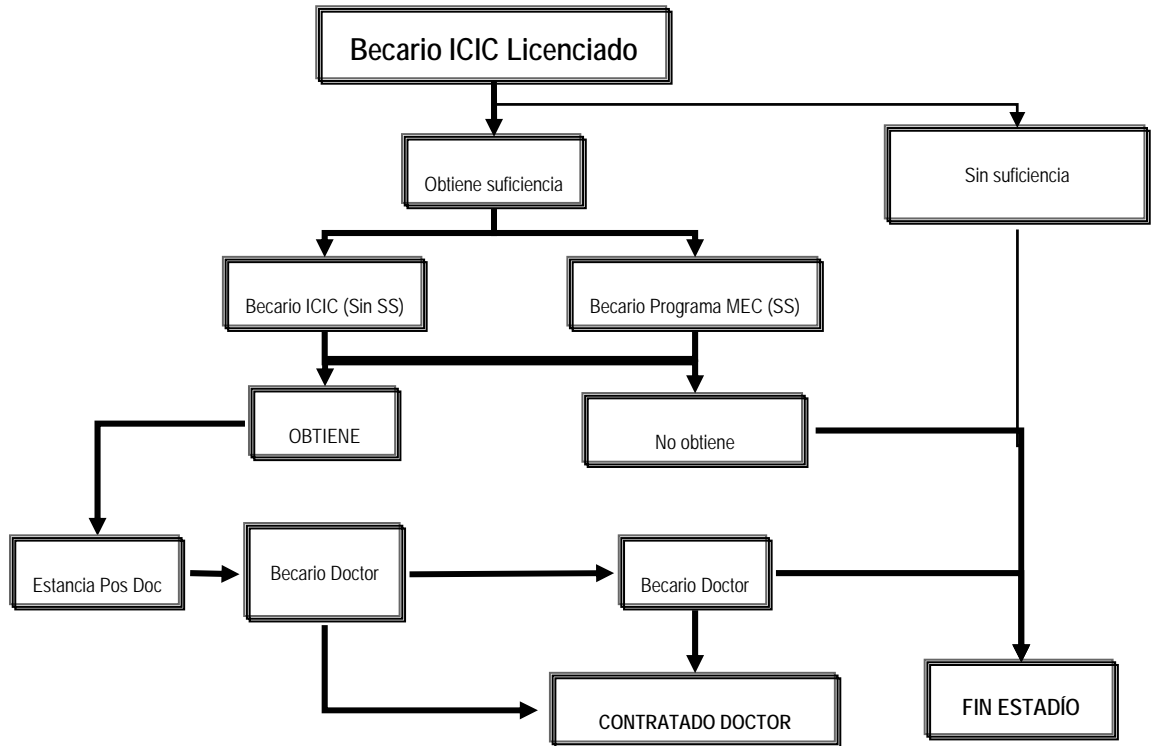 Becario ICIC Licenciado
Obtiene suficiencia
Sin suficiencia
Becario ICIC (Sin SS)
Becario Programa MEC (SS)
OBTIENE
No obtiene
Estancia Pos Doc
Becario Doctor
Becario Doctor
CONTRATADO DOCTOR
FIN ESTADÍO